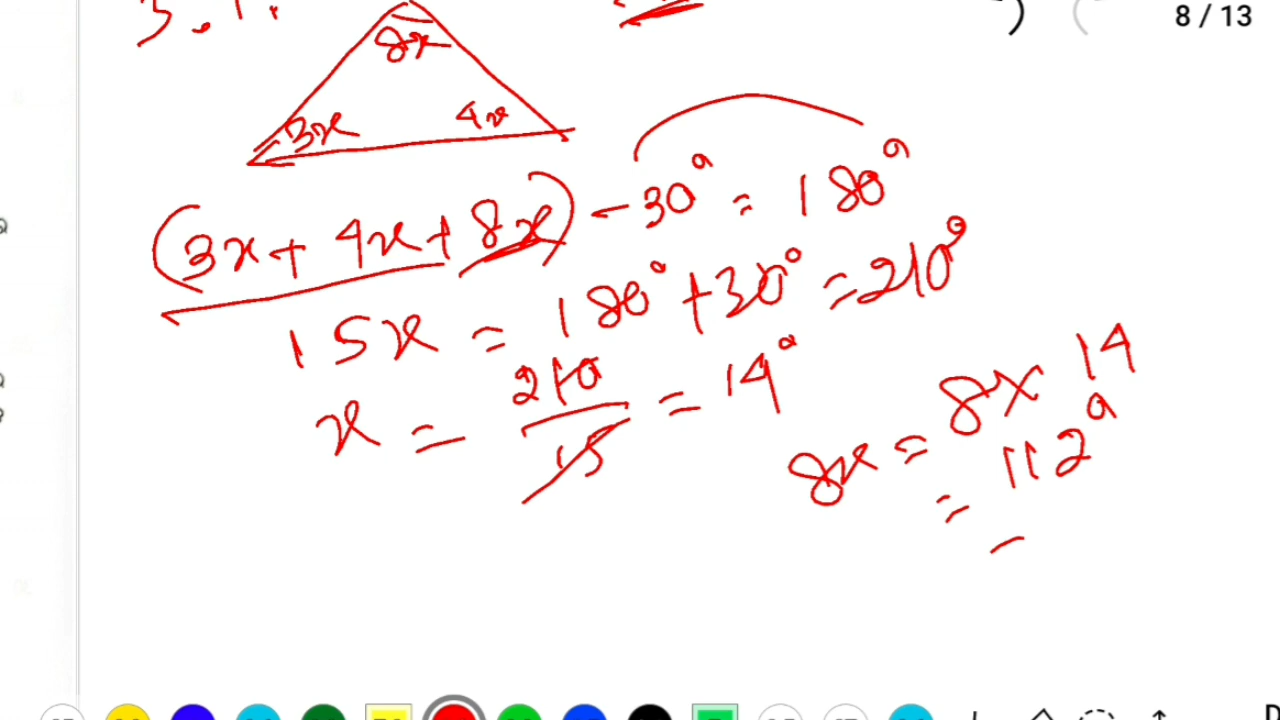 8 / 13
8x
3x
4x
(3x + 4x + 8x) - 30° = 180°
15x = 180° + 30° = 210°
x = 210/15 = 14°
8x = 8 x 14
= 112°